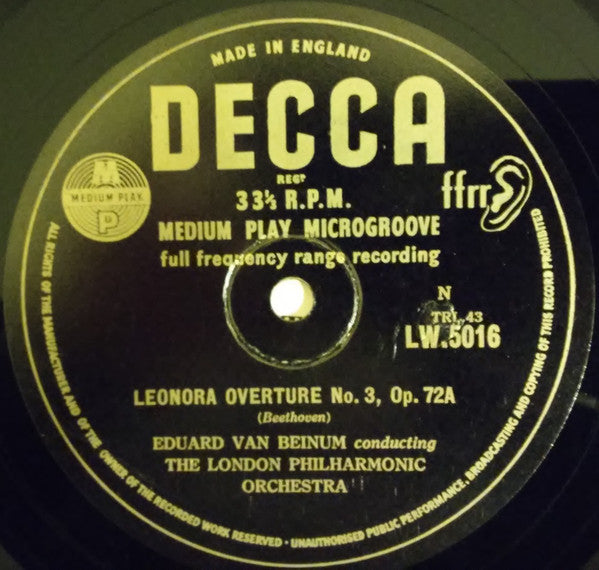 MADE IN ENGLAND
DECCA
REGD
33⅓ R.P.M.
ffrr
MP
MEDIUM PLAY
MEDIUM PLAY MICROGROOVE
full frequency range recording
N
TRL.43
LW.5016
LEONORA OVERTURE No. 3, Op. 72A
(Beethoven)
EDUARD VAN BEINUM conducting
THE LONDON PHILHARMONIC
ORCHESTRA
ALL RIGHTS OF THE MANUFACTURER AND OF THE OWNER OF THE RECORDED WORK RESERVED · UNAUTHORISED PUBLIC PERFORMANCE, BROADCASTING AND COPYING OF THIS RECORD PROHIBITED